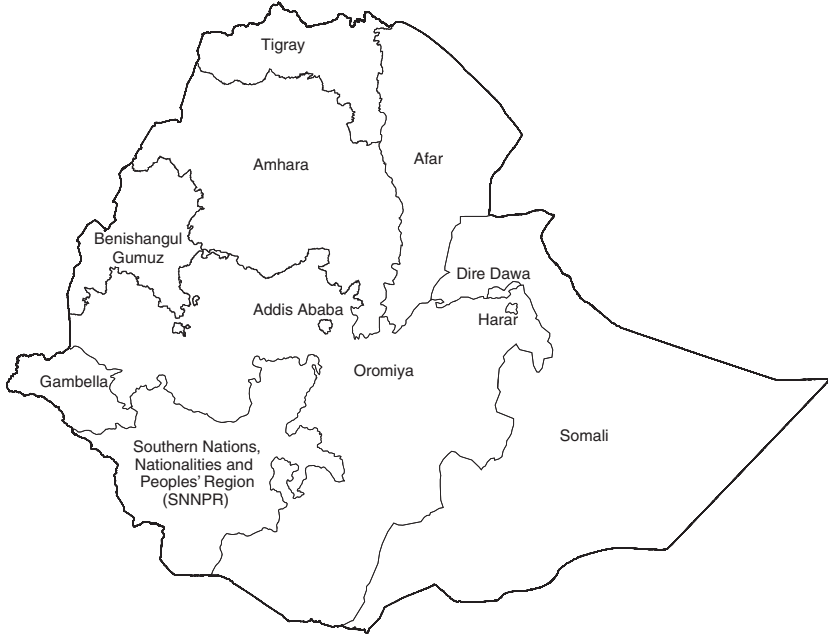 Tigray
Amhara
Afar
Benishangul
Gumuz
Dire Dawa
Addis Ababa
Harar
Oromiya
Gambella
Somali
Southern Nations,
Nationalities and
Peoples’ Region
(SNNPR)